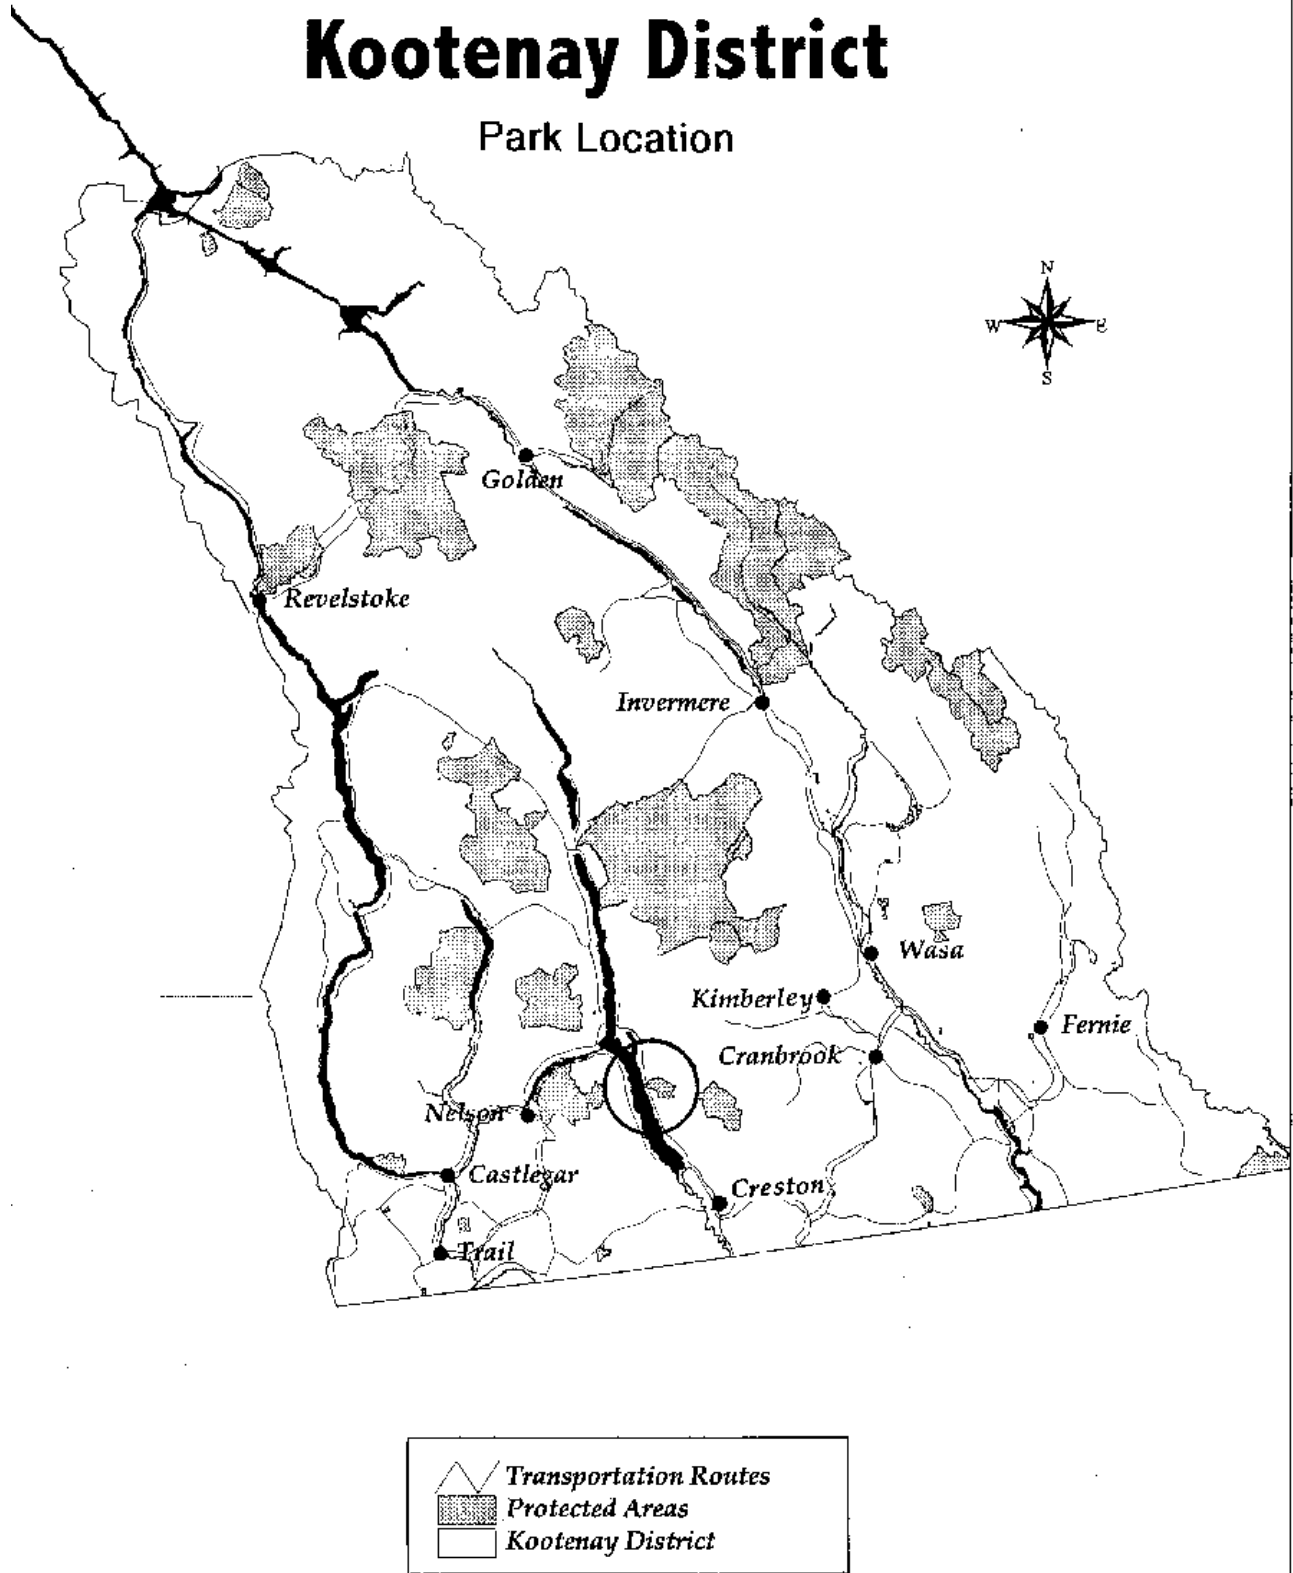 Kootenay District
Park Location
N
W E
S
Golden
Revelstoke
Invermere
Wasa
Kimberley
Fernie
Cranbrook
Nelson
Castlegar
Creston
Trail
Transportation Routes
Protected Areas
Kootenay District